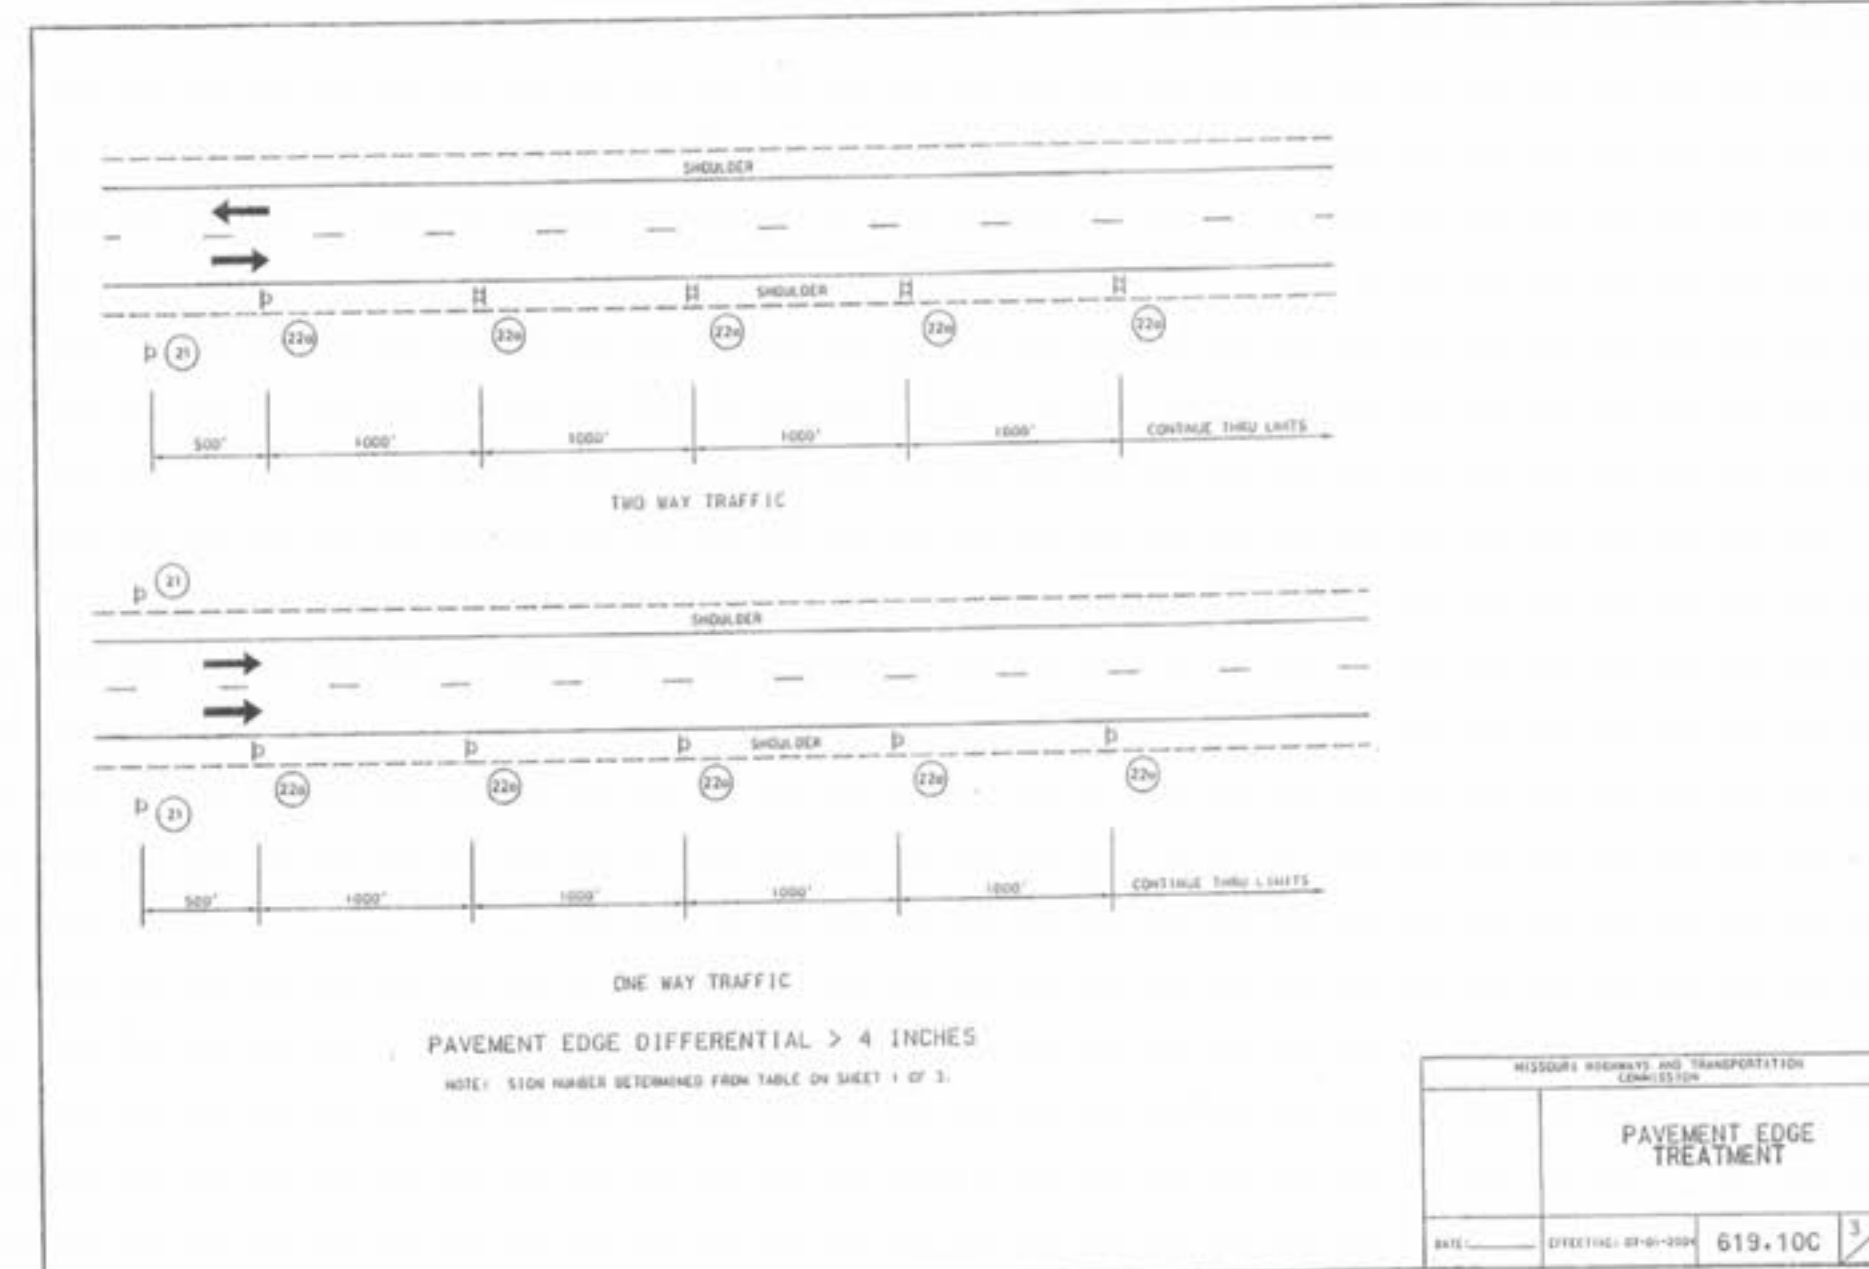 SHOULDER
SHOULDER
21
22a
22a
22a
22a
22a
500'
1000'
1000'
1000'
1000'
CONTINUE THRU LIMITS
TWO WAY TRAFFIC
21
SHOULDER
SHOULDER
21
22a
22a
22a
22a
22a
500'
1000'
1000'
1000'
1000'
CONTINUE THRU LIMITS
ONE WAY TRAFFIC
PAVEMENT EDGE DIFFERENTIAL > 4 INCHES
NOTE: SIGN NUMBER DETERMINED FROM TABLE ON SHEET 1 OF 3.
MISSOURI HIGHWAYS AND TRANSPORTATION
COMMISSION
PAVEMENT EDGE
TREATMENT
DATE:
EFFECTIVE:
619.10C
3/